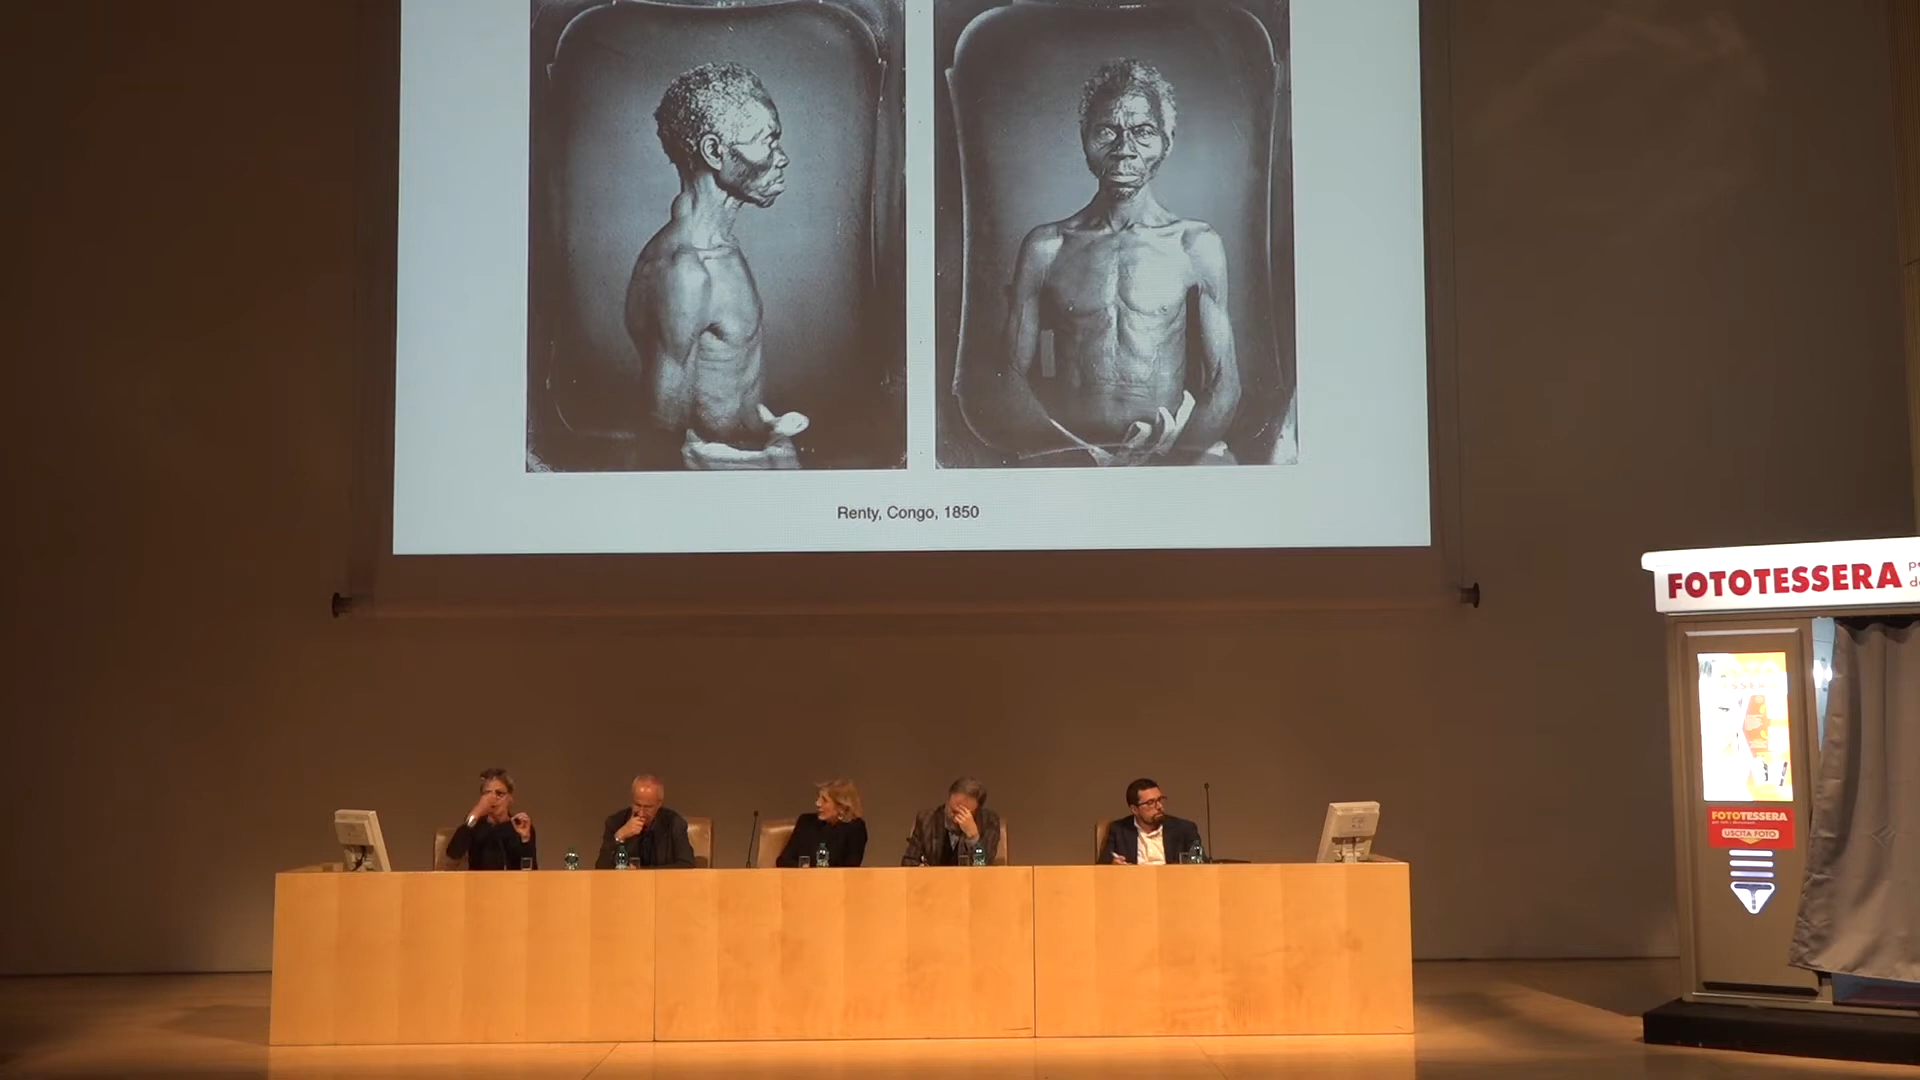 Renty, Congo, 1850
FOTOTESSERA
FOTOTESSERA
USCITA FOTO